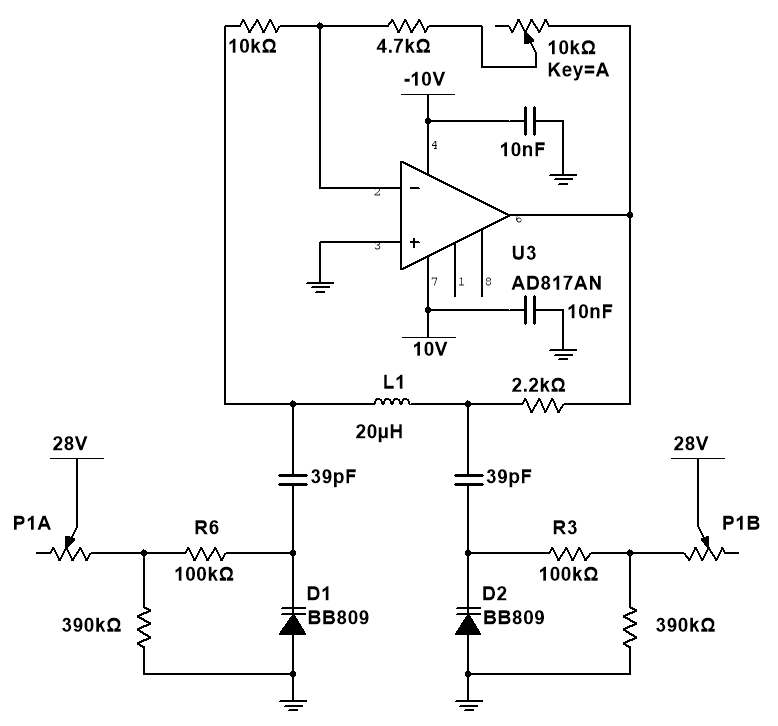 10kΩ
4.7kΩ
10kΩ
Key=A
-10V
4
10nF
2
3
6
U3
AD817AN
7
1
8
10nF
10V
L1
2.2kΩ
20µH
28V
28V
39pF
39pF
P1A
R6
R3
P1B
100kΩ
100kΩ
D1
BB809
D2
BB809
390kΩ
390kΩ